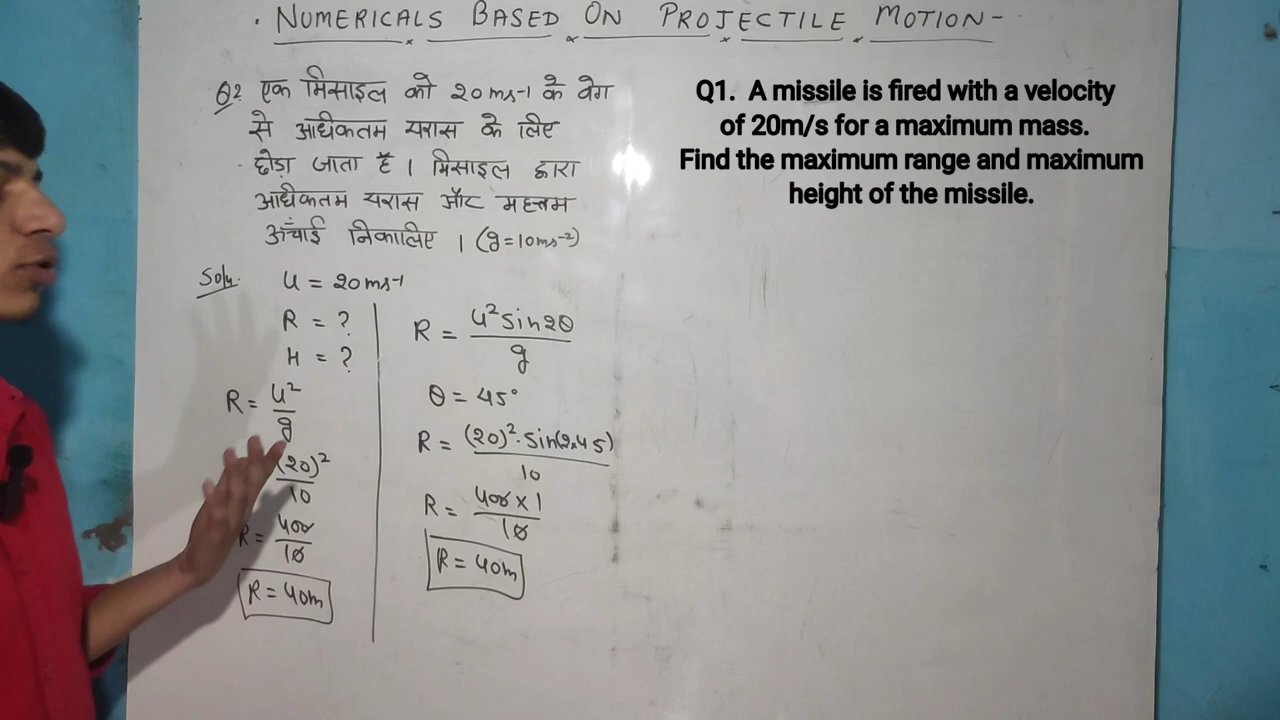 . NUMERICALS BASED ON PROJECTILE MOTION -
Q? एक मिसाइल को 20ms⁻¹ के वेग
से अधिकतम परास के लिए
छोड़ा जाता है । मिसाइल द्वारा
अधिकतम परास और महत्तम
ऊँचाई निकालिए । (g=10ms⁻²)
Q1. A missile is fired with a velocity
of 20m/s for a maximum mass.
Find the maximum range and maximum
height of the missile.
Soln. u = 20ms⁻¹
R = ?
H = ?
R = u²/g
(20)²/10
R = 400/10
R = 40m
R = u² sin2θ/g
θ = 45°
R = (20)².sin(2×45)/10
R = 400×1/10
R = 40m